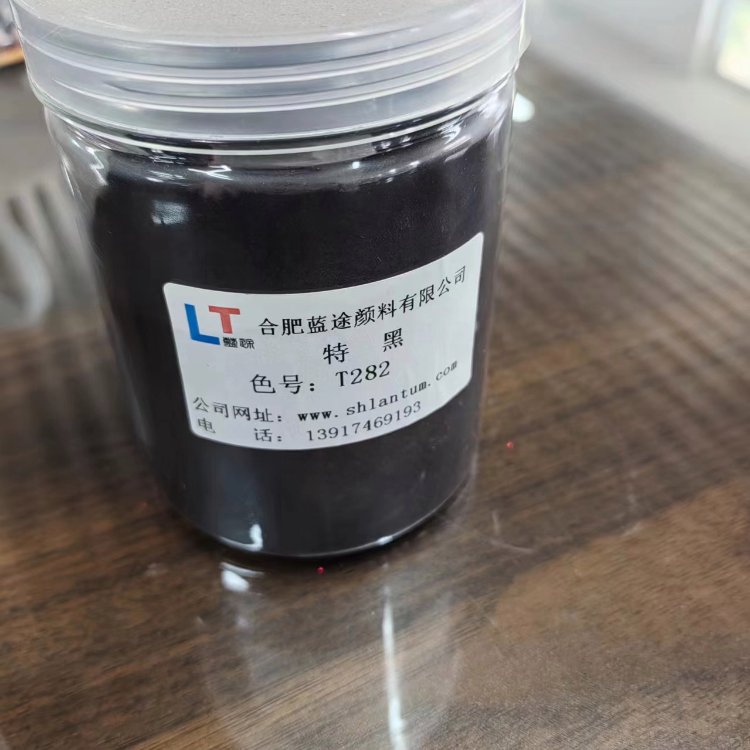 LT
合肥蓝途颜料有限公司
特 黑
色号：T282
公司网址：www.shlantum.com
电 话：13917469193